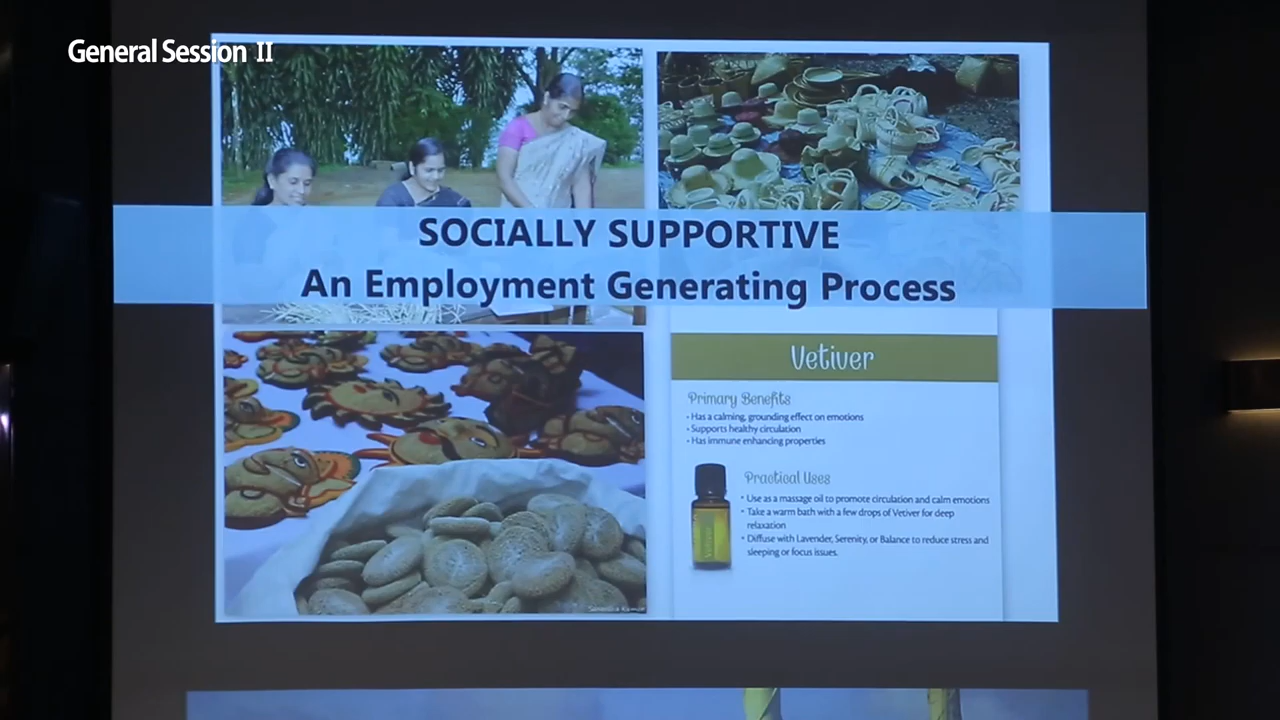 General Session II
SOCIALLY SUPPORTIVE
An Employment Generating Process
Vetiver
Primary Benefits
• Has a calming, grounding effect on emotions
• Supports healthy circulation
• Has immune enhancing properties
Practical Uses
• Use as a massage oil to promote circulation and calm emotions
• Take a warm bath with a few drops of Vetiver for deep
relaxation
• Diffuse with Lavender, Serenity, or Balance to reduce stress and
sleeping or focus issues.
Vetiver